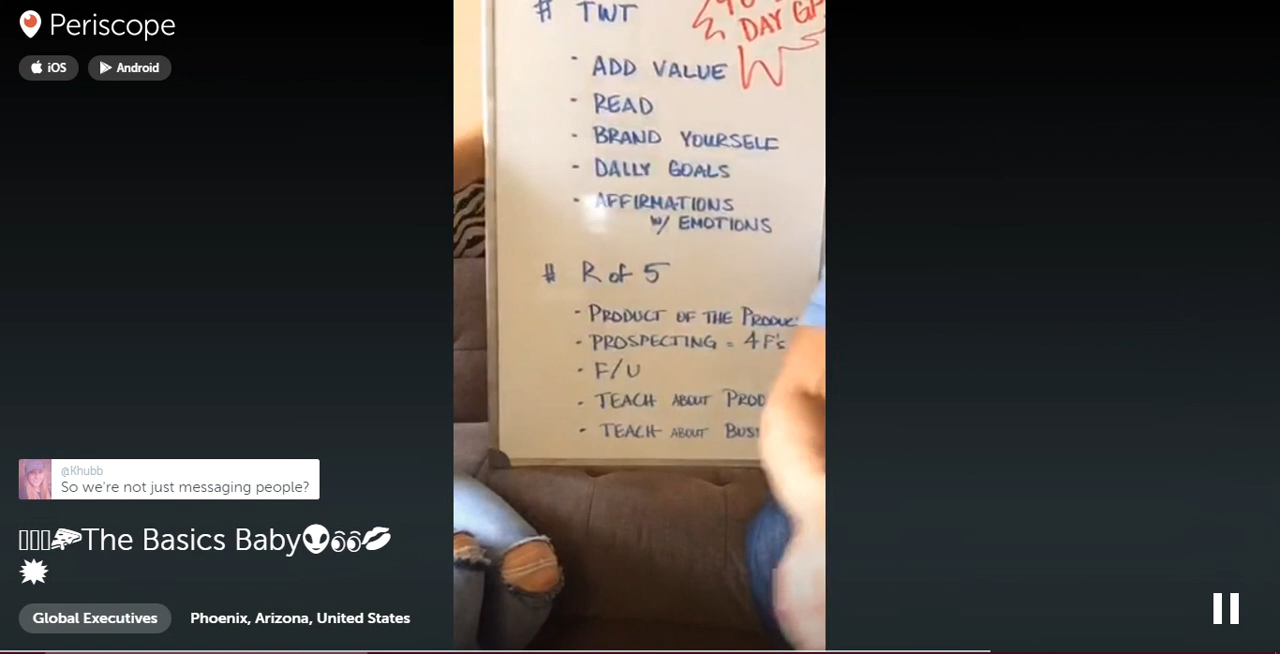 Periscope
iOS
Android
# TWT
DAY
- ADD VALUE
- READ
- BRAND YOURSELF
- DAILY GOALS
- AFFIRMATIONS
W/ EMOTIONS
# R of 5
- PRODUCT OF THE
- PROSPECTING = 4 F's
- F/U
- TEACH ABOUT
- TEACH ABOUT
@Khubb
So we're not just messaging people?
The Basics Baby
Global Executives
Phoenix, Arizona, United States